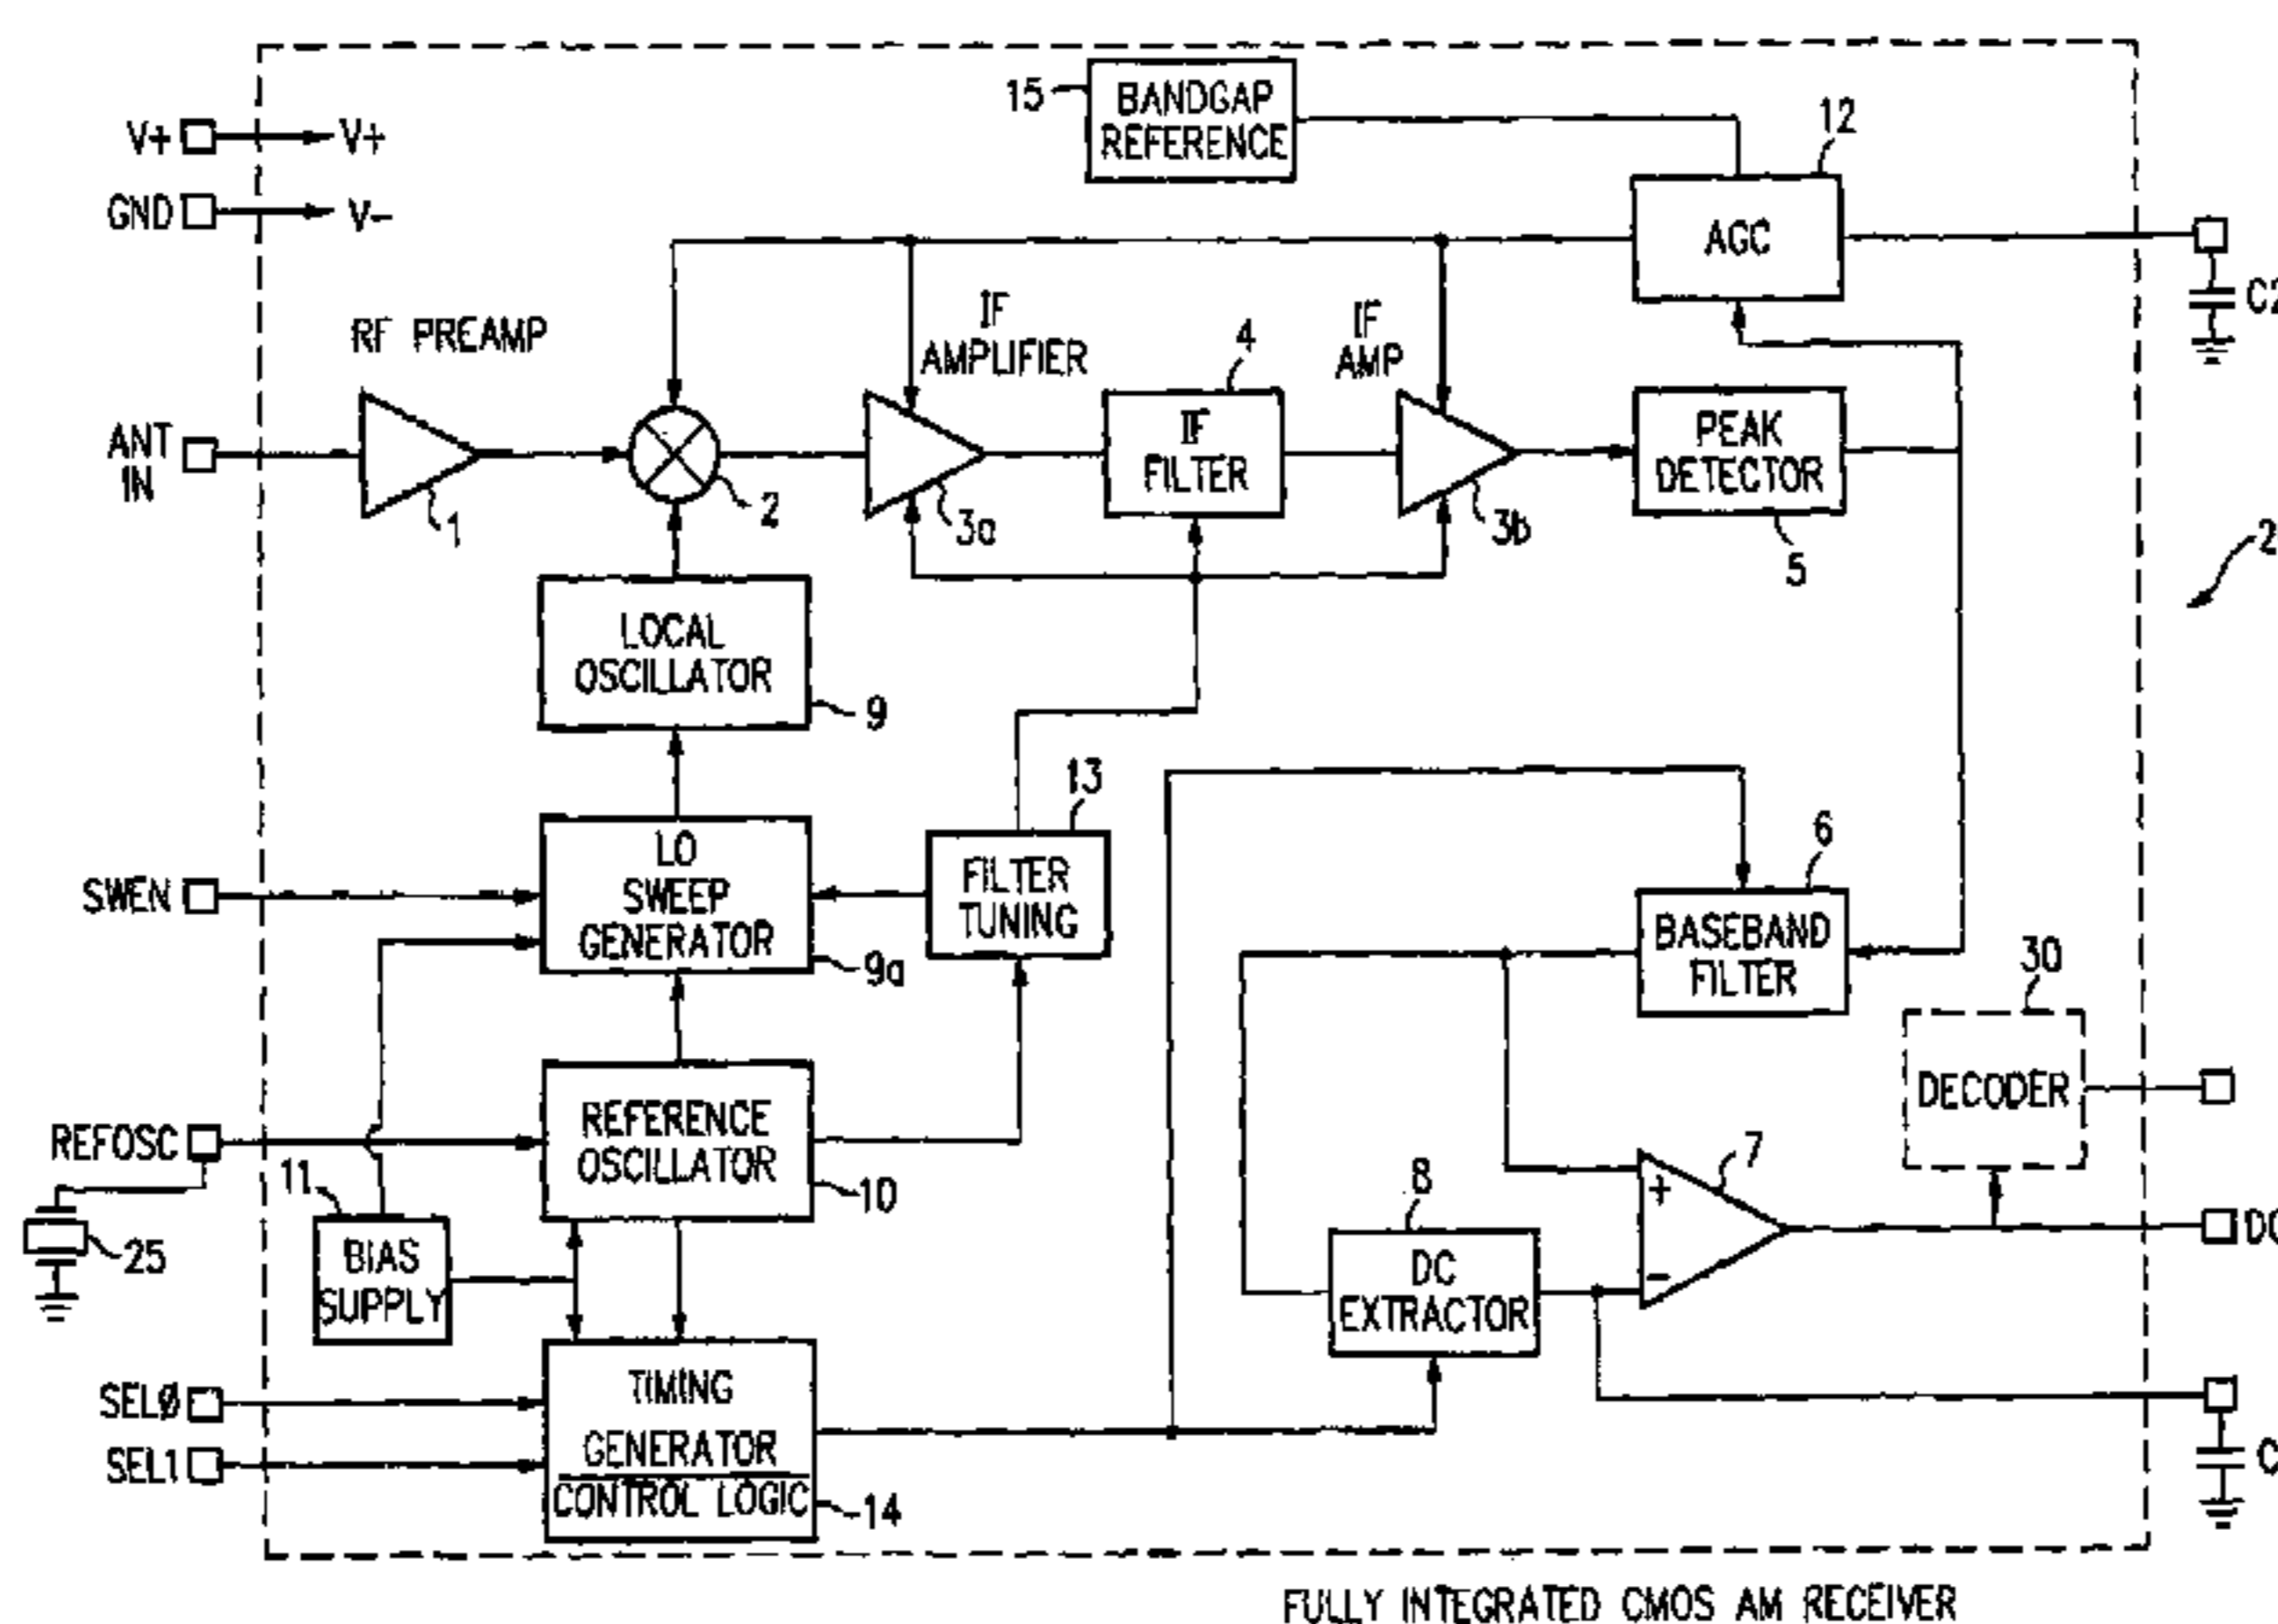 15
BANDGAP
REFERENCE
12
V+
V+
GND
V-
AGC
RF PREAMP
IF
AMPLIFIER
4
IF
AMP
ANT
IN
IF
FILTER
PEAK
DETECTOR
1
2
3a
3b
5
LOCAL
OSCILLATOR
9
13
6
LO
SWEEP
GENERATOR
9a
FILTER
TUNING
SWEN
BASEBAND
FILTER
30
DECODER
REFOSC
REFERENCE
OSCILLATOR
10
11
BIAS
SUPPLY
25
8
DC
EXTRACTOR
7
+
-
SEL0
SEL1
TIMING
GENERATOR
CONTROL LOGIC
14
FULLY INTEGRATED CMOS AM RECEIVER